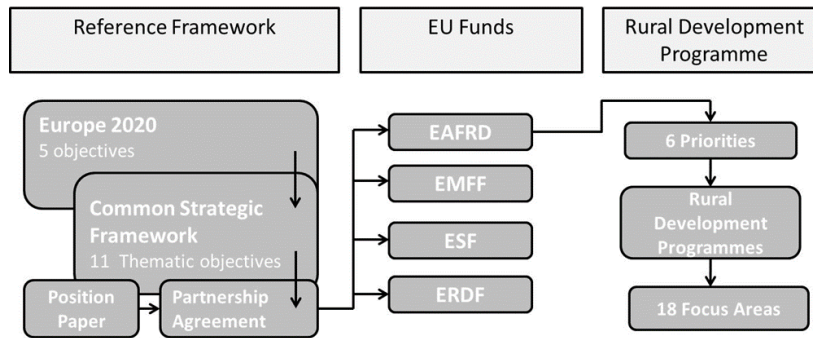 Reference Framework
EU Funds
Rural Development
Programme
Europe 2020
5 objectives
Common Strategic
Framework
11 Thematic objectives
Position
Paper
Partnership
Agreement
EAFRD
EMFF
ESF
ERDF
6 Priorities
Rural
Development
Programmes
18 Focus Areas